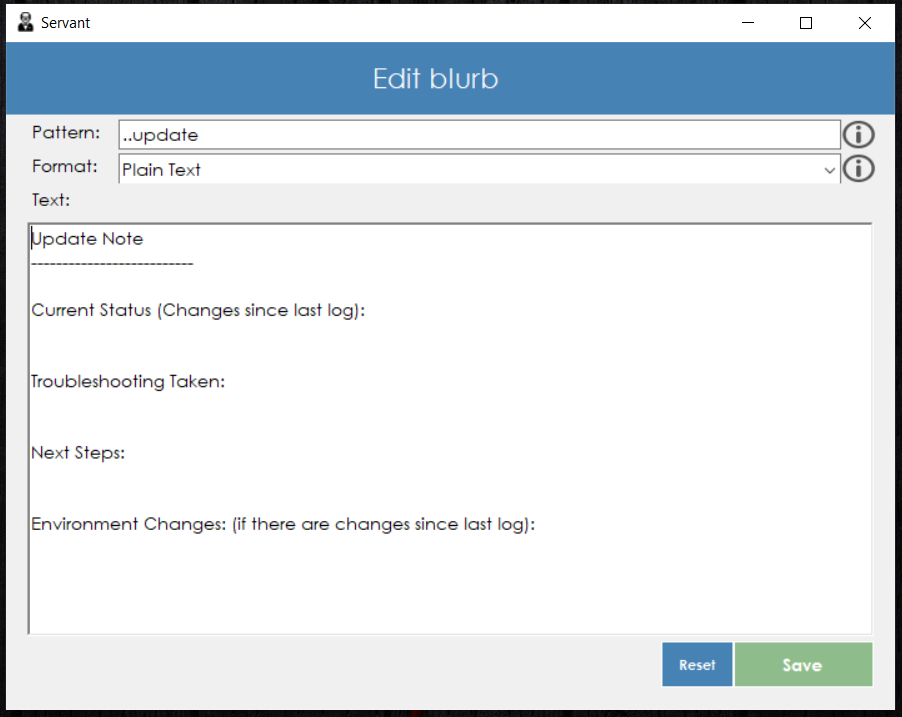 Servant
Edit blurb
Pattern: ..update
Format: Plain Text
Text:
Update Note
--------------------------
Current Status (Changes since last log):
Troubleshooting Taken:
Next Steps:
Environment Changes: (if there are changes since last log):
Reset Save